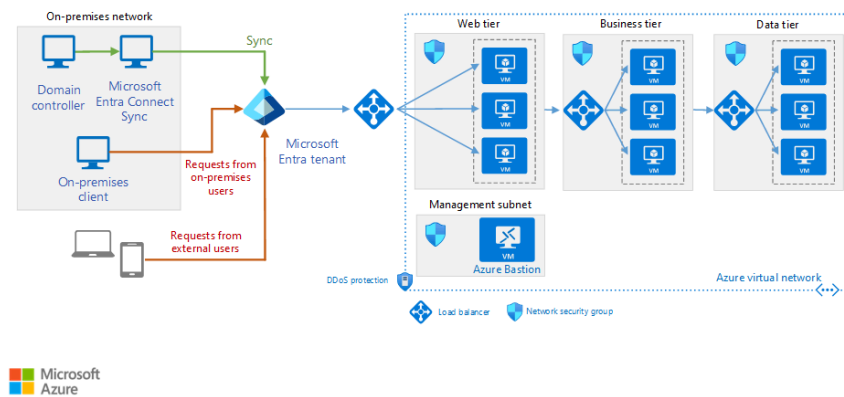 On-premises network
Domain
controller
Microsoft
Entra Connect
Sync
Sync
On-premises
client
Requests from
on-premises
users
Microsoft
Entra tenant
Requests from
external users
Web tier
VM
VM
VM
Business tier
VM
VM
VM
Data tier
VM
VM
VM
Management subnet
VM
Azure Bastion
DDoS protection
Azure virtual network
Load balancer
Network security group
Microsoft
Azure